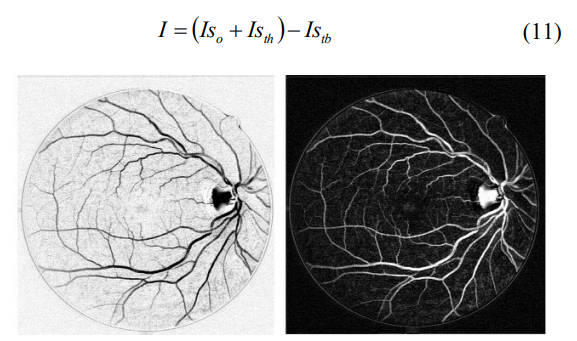 I = (Is_o + Is_th) − Is_tb (11)